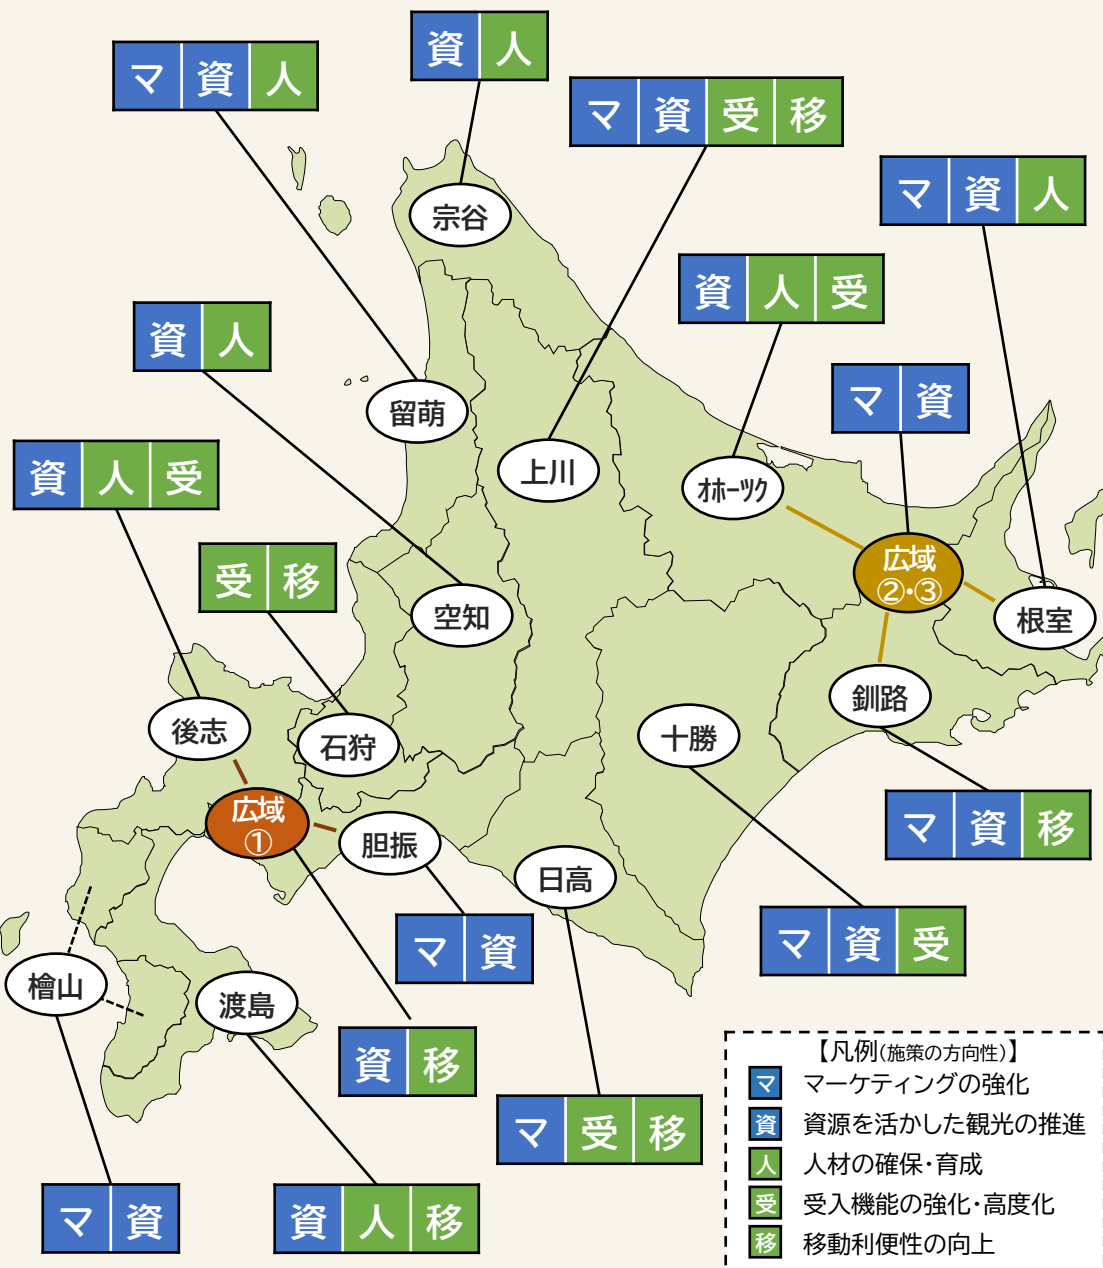 資人
マ資人
マ資受移
マ資人
宗谷
資人受
資人
マ資
留萌
資人受
上川
オホーツク
受移
広域
②・③
空知
根室
釧路
後志
石狩
十勝
広域
①
マ資移
胆振
日高
マ資
マ資受
檜山
渡島
資移
マ受移
マ資
資人移
【凡例(施策の方向性)】
マ マーケティングの強化
資 資源を活かした観光の推進
人 人材の確保・育成
受 受入機能の強化・高度化
移 移動利便性の向上